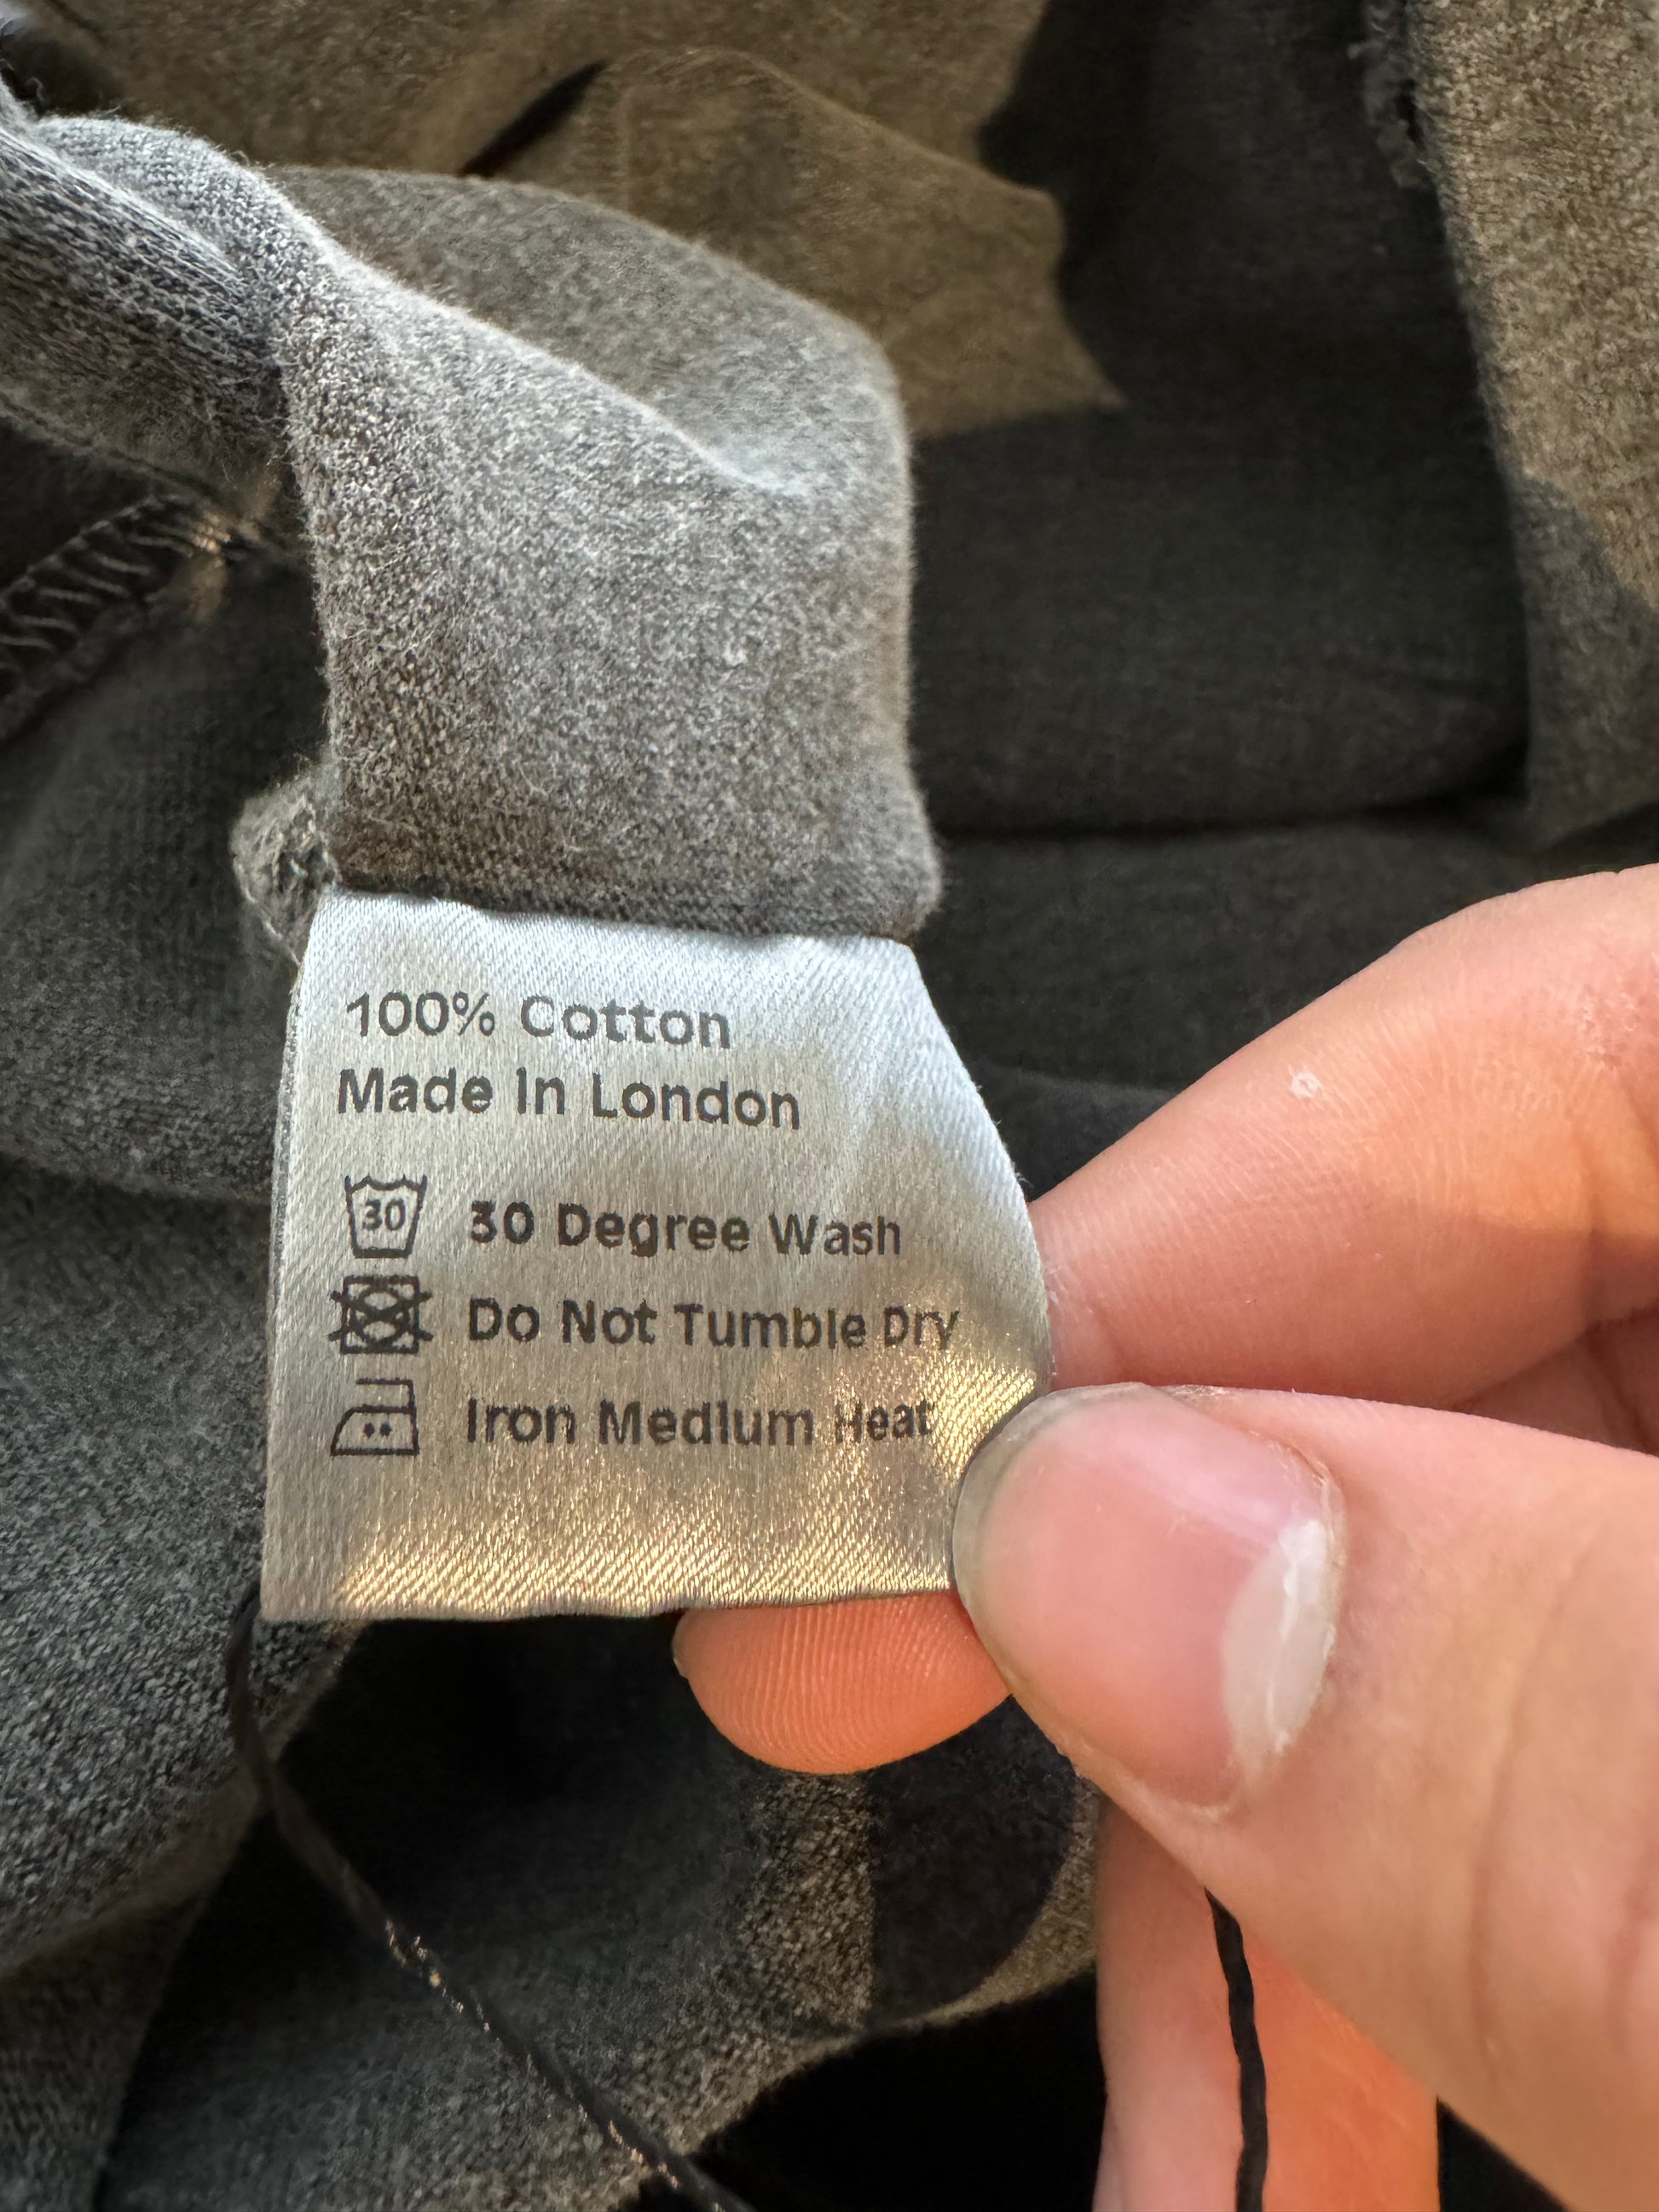 100% Cotton
Made In London
30 30 Degree Wash
Do Not Tumble Dry
Iron Medium Heat